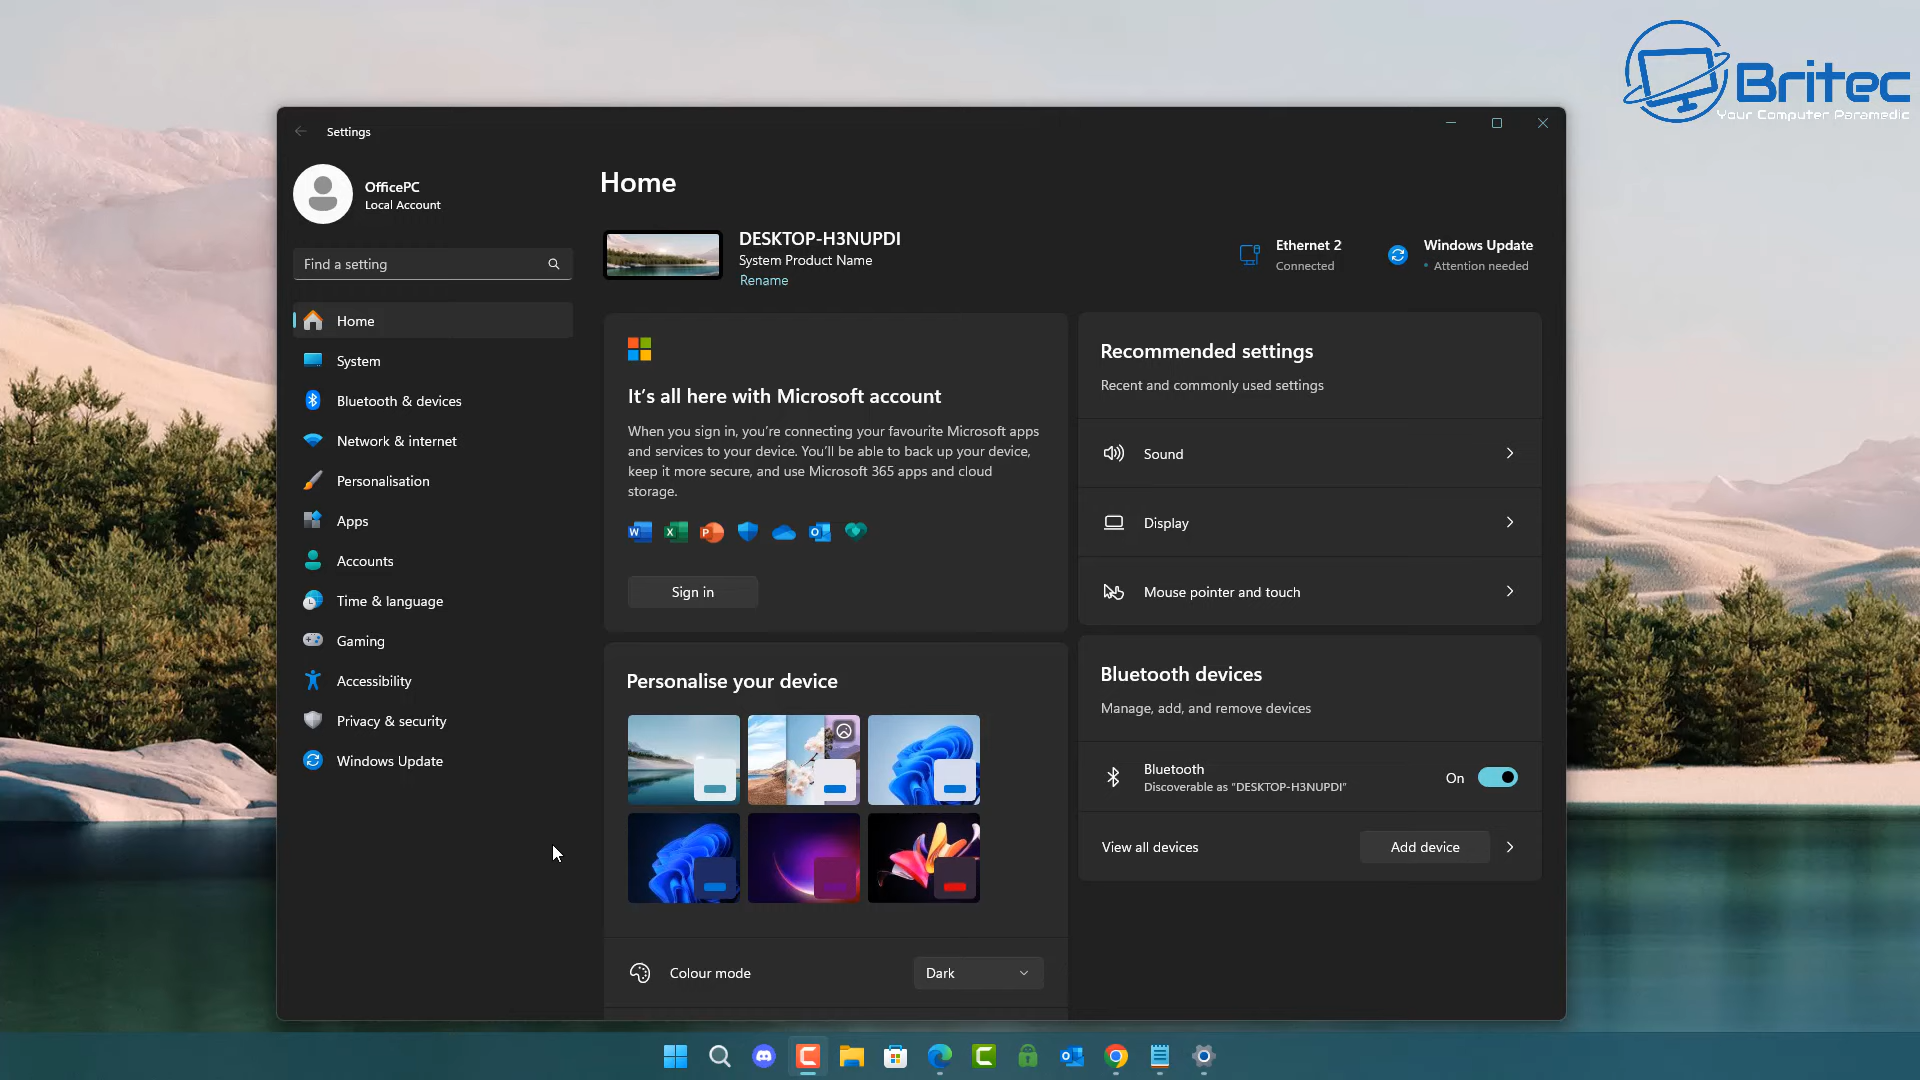 Britec
Your Computer Paramedic
Settings
OfficePC
Local Account
Find a setting
Home
System
Bluetooth & devices
Network & internet
Personalisation
Apps
Accounts
Time & language
Gaming
Accessibility
Privacy & security
Windows Update
Home
DESKTOP-H3NUPDI
System Product Name
Rename
Ethernet 2
Connected
Windows Update
• Attention needed
It's all here with Microsoft account
When you sign in, you're connecting your favourite Microsoft apps
and services to your device. You'll be able to back up your device,
keep it more secure, and use Microsoft 365 apps and cloud
storage.
Sign in
Personalise your device
Colour mode
Dark
Recommended settings
Recent and commonly used settings
Sound
Display
Mouse pointer and touch
Bluetooth devices
Manage, add, and remove devices
Bluetooth
Discoverable as "DESKTOP-H3NUPDI"
On
View all devices
Add device